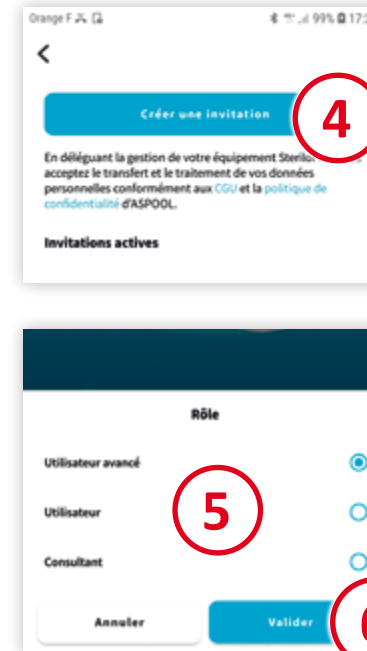 Orange F 99% 17:
Créer une invitation
4
En déléguant la gestion de votre équipement
acceptez le transfert et le traitement de vos données
personnelles conformément aux CGU et la politique de
confidentialité d'ASPOOL.
Invitations actives
Rôle
Utilisateur avancé
5
Utilisateur
Consultant
Annuler
Valider